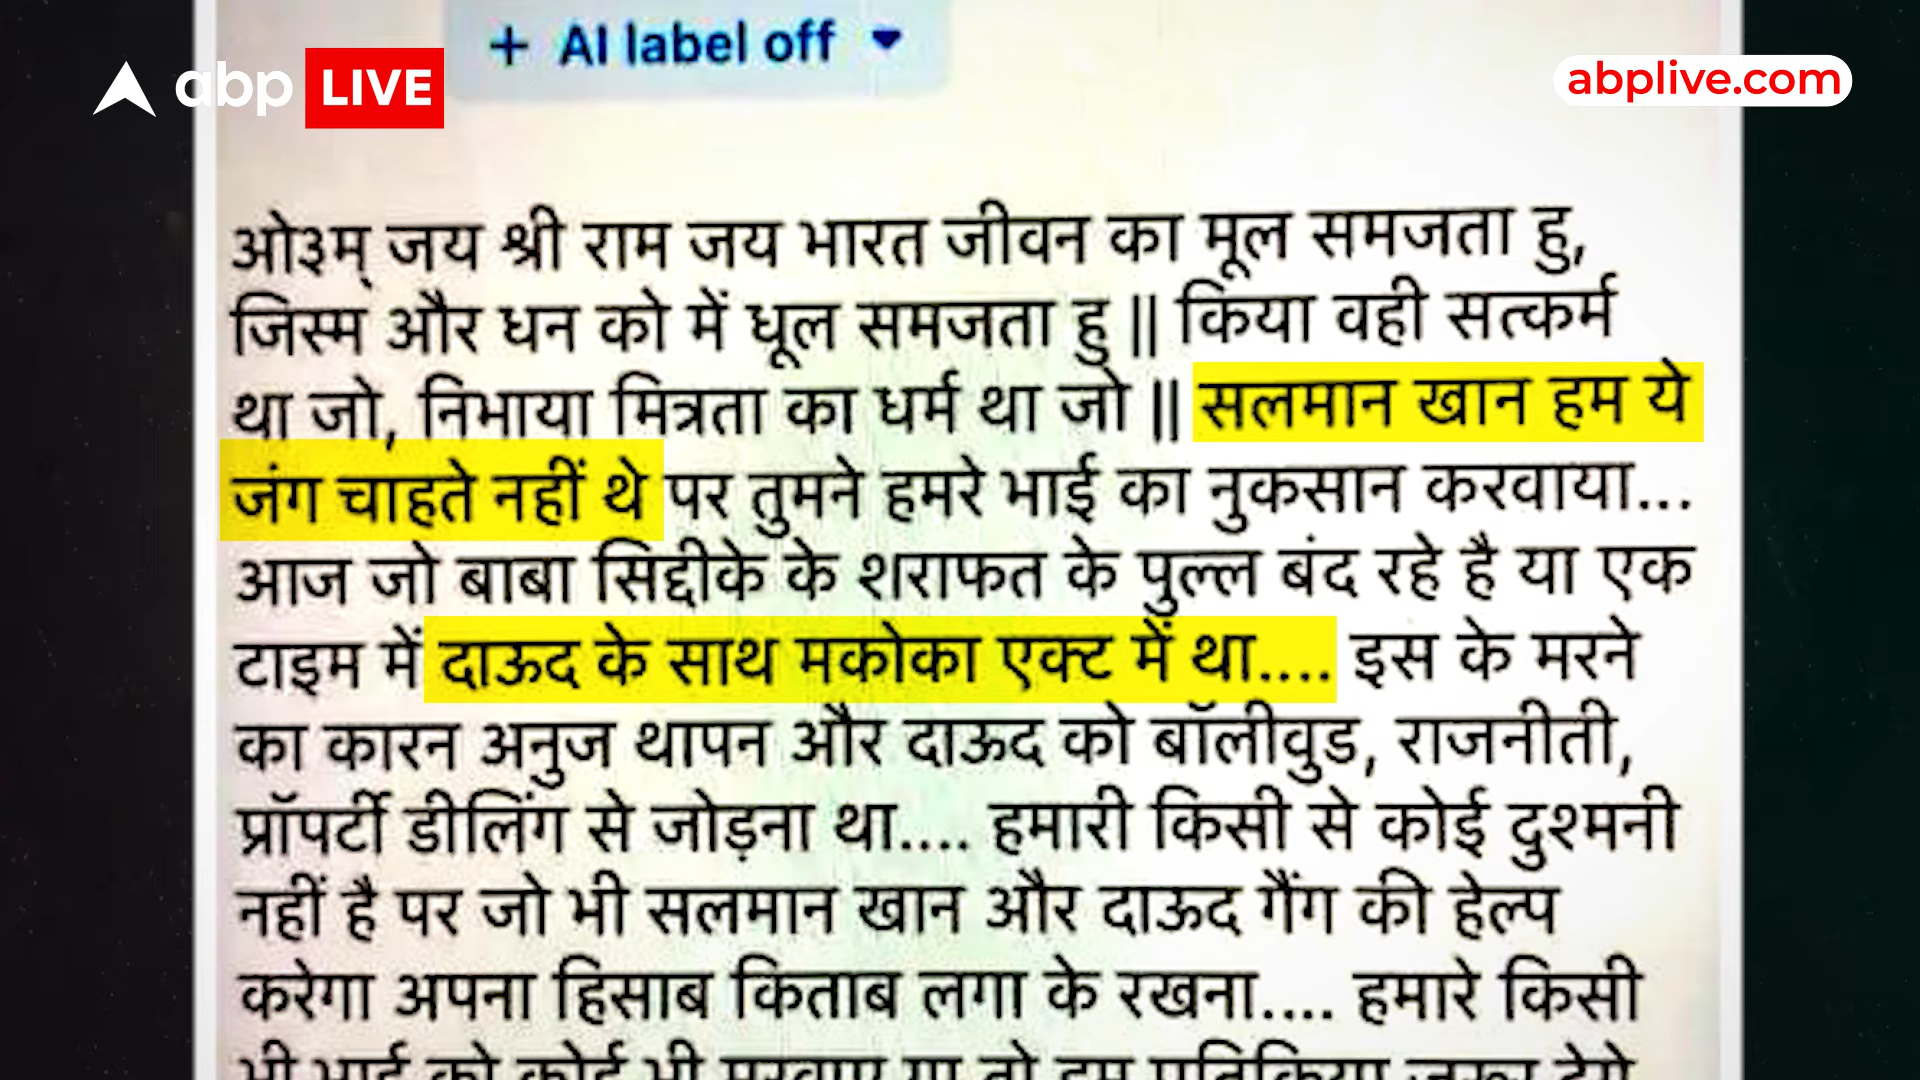 + AI label off
abp LIVE
abplive.com
ओ३म् जय श्री राम जय भारत जीवन का मूल समजता हु,
जिस्म और धन को में धूल समजता हु || किया वही सत्कर्म
था जो, निभाया मित्रता का धर्म था जो || सलमान खान हम ये
जंग चाहते नहीं थे पर तुमने हमरे भाई का नुकसान करवाया...
आज जो बाबा सिद्दीके के शराफत के पुल्ल बंद रहे है या एक
टाइम में दाऊद के साथ मकोका एक्ट में था.... इस के मरने
का कारन अनुज थापन और दाऊद को बॉलीवुड, राजनीती,
प्रॉपर्टी डीलिंग से जोड़ना था.... हमारी किसी से कोई दुश्मनी
नहीं है पर जो भी सलमान खान और दाऊद गैंग की हेल्प
करेगा अपना हिसाब किताब लगा के रखना.... हमारे किसी
भी भाई को कोई भी